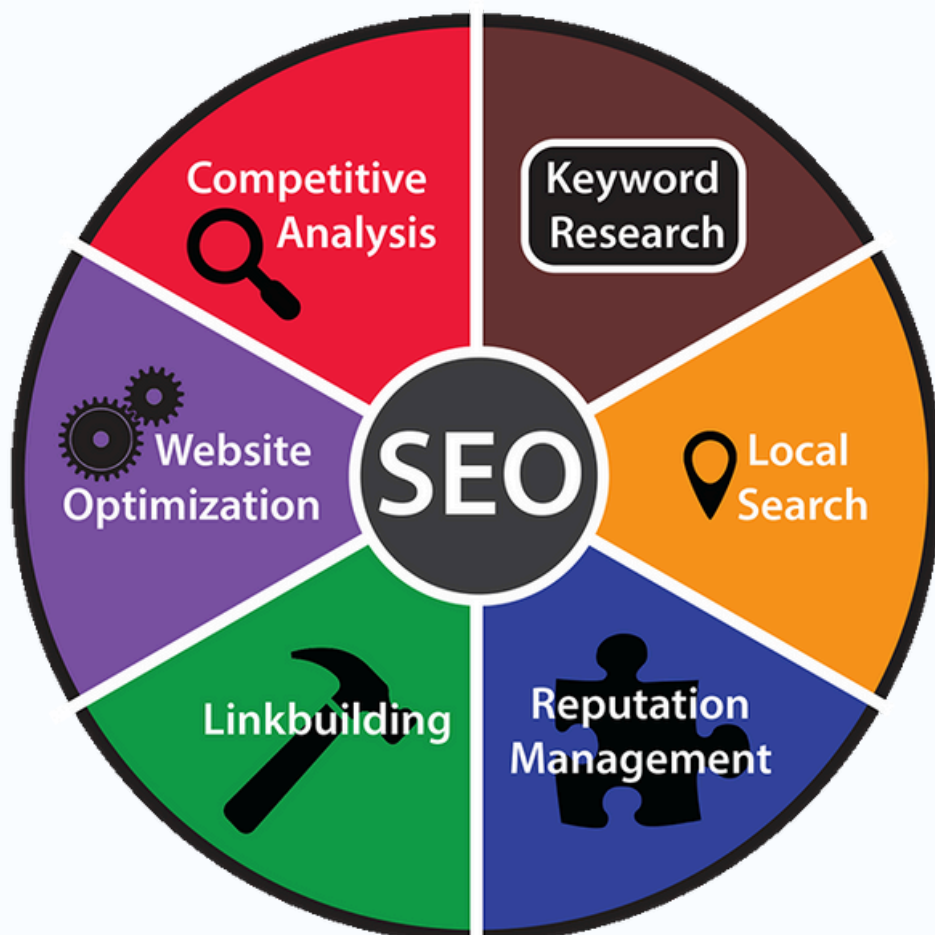 Competitive
Analysis
Keyword
Research
Website
Optimization
SEO
Local
Search
Linkbuilding
Reputation
Management